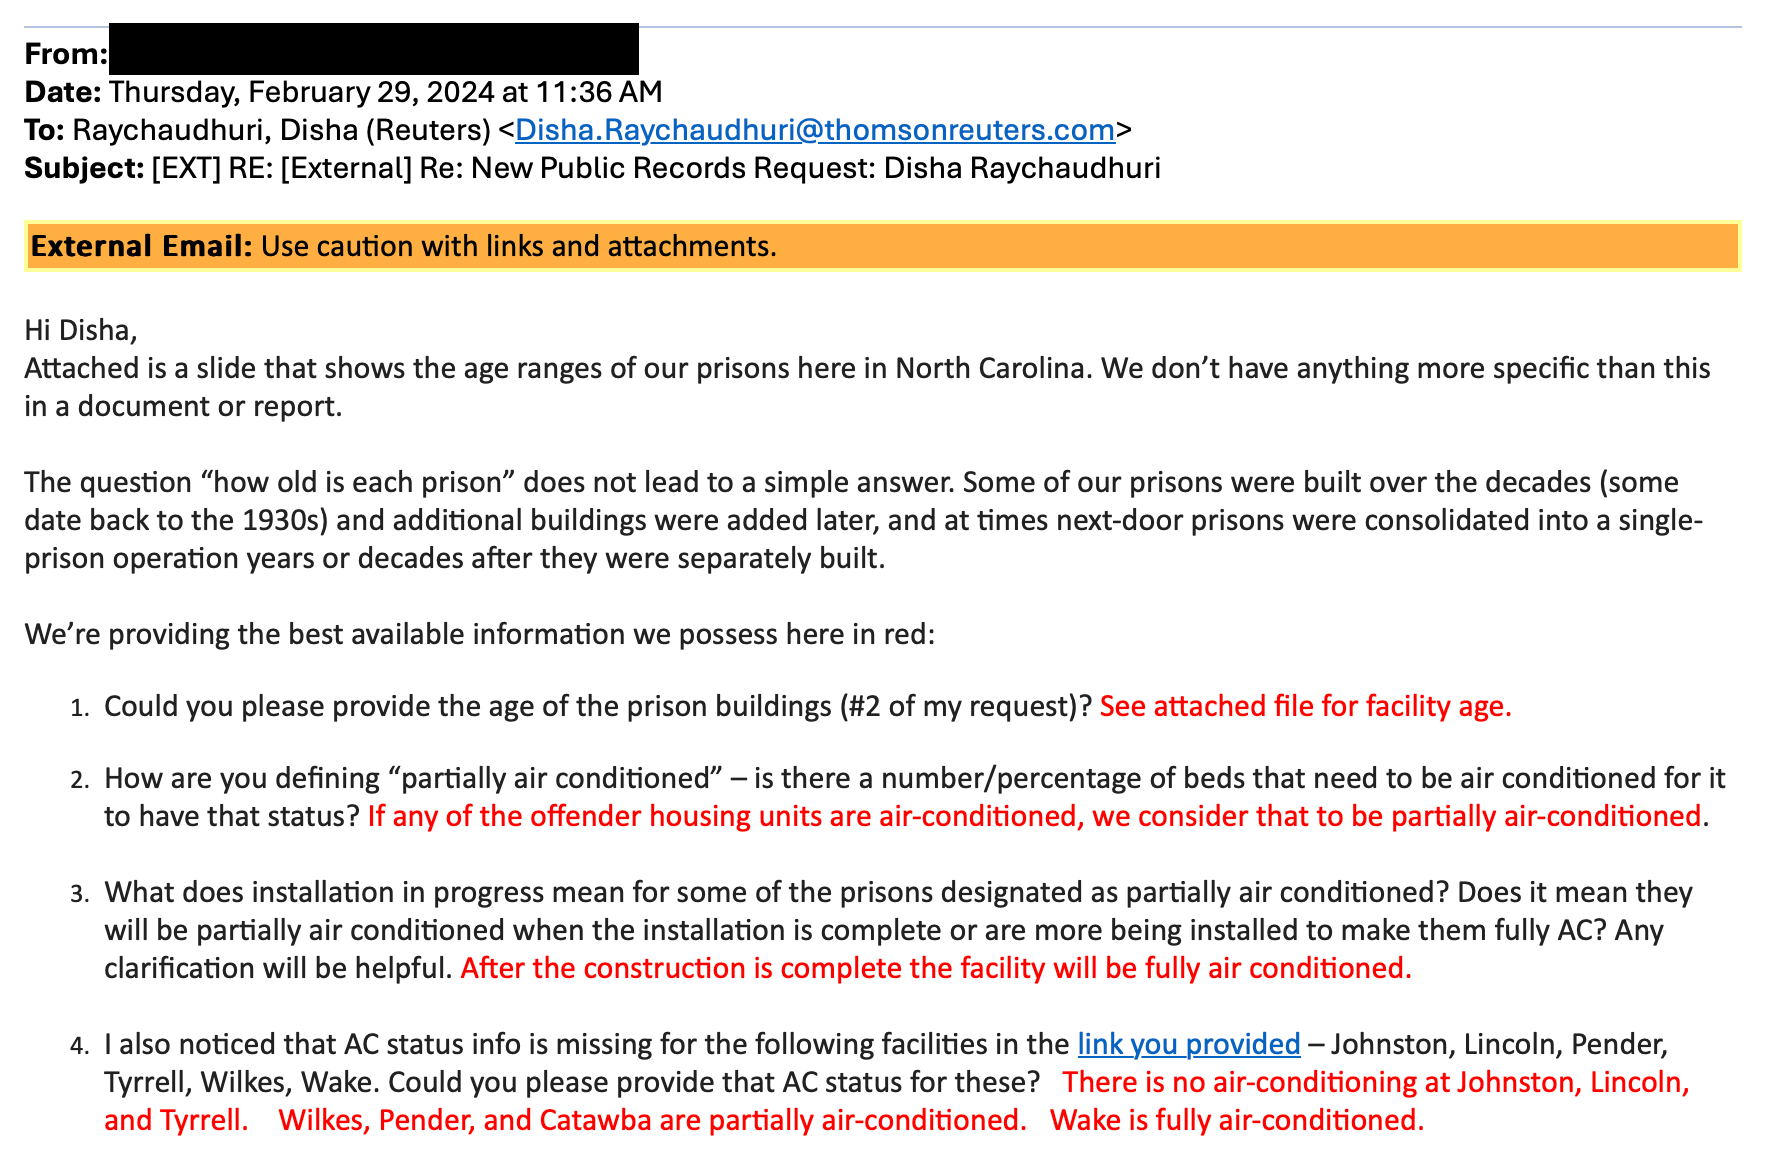 From:
Date: Thursday, February 29, 2024 at 11:36 AM
To: Raychaudhuri, Disha (Reuters) <Disha.Raychaudhuri@thomsonreuters.com>
Subject: [EXT] RE: [External] Re: New Public Records Request: Disha Raychaudhuri
External Email: Use caution with links and attachments.
Hi Disha,
Attached is a slide that shows the age ranges of our prisons here in North Carolina. We don’t have anything more specific than this
in a document or report.
The question “how old is each prison” does not lead to a simple answer. Some of our prisons were built over the decades (some
date back to the 1930s) and additional buildings were added later, and at times next-door prisons were consolidated into a single-
prison operation years or decades after they were separately built.
We’re providing the best available information we possess here in red:
1. Could you please provide the age of the prison buildings (#2 of my request)? See attached file for facility age.
2. How are you defining “partially air conditioned” – is there a number/percentage of beds that need to be air conditioned for it
to have that status? If any of the offender housing units are air-conditioned, we consider that to be partially air-conditioned.
3. What does installation in progress mean for some of the prisons designated as partially air conditioned? Does it mean they
will be partially air conditioned when the installation is complete or are more being installed to make them fully AC? Any
clarification will be helpful. After the construction is complete the facility will be fully air conditioned.
4. I also noticed that AC status info is missing for the following facilities in the link you provided – Johnston, Lincoln, Pender,
Tyrrell, Wilkes, Wake. Could you please provide that AC status for these? There is no air-conditioning at Johnston, Lincoln,
and Tyrrell. Wilkes, Pender, and Catawba are partially air-conditioned. Wake is fully air-conditioned.